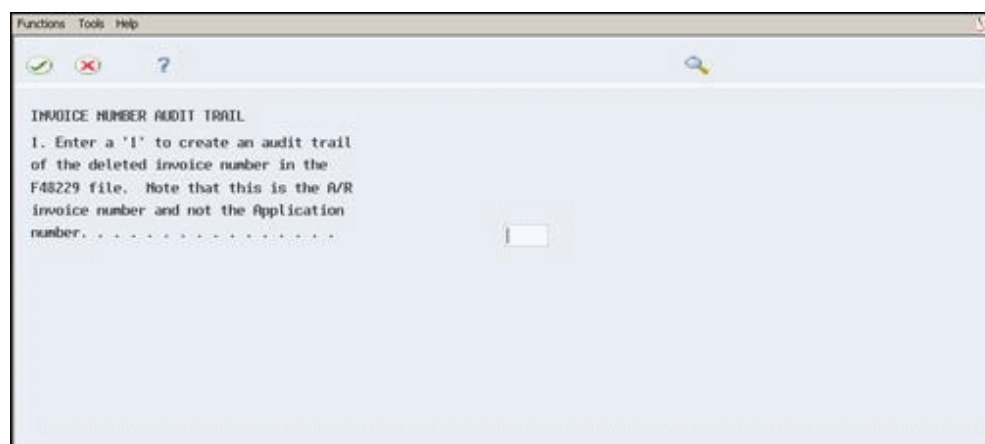 Functions Tools Help
?
INVOICE NUMBER AUDIT TRAIL
1. Enter a '1' to create an audit trail
of the deleted invoice number in the
F48229 file. Note that this is the A/R
invoice number and not the Application
number. . . . . . . . . . . . . . . . .